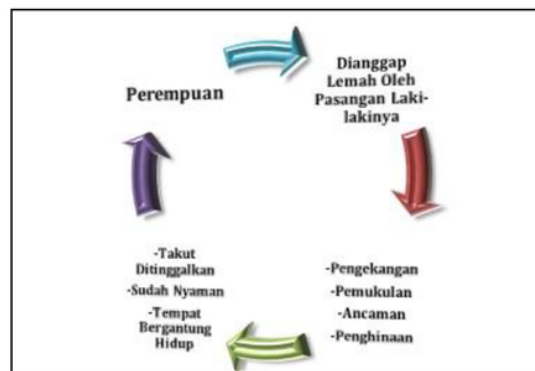 Perempuan
Dianggap
Lemah Oleh
Pasangan Laki-
lakinya
-Pengekangan
-Pemukulan
-Ancaman
-Penghinaan
-Takut
Ditinggalkan
-Sudah Nyaman
-Tempat
Bergantung
Hidup